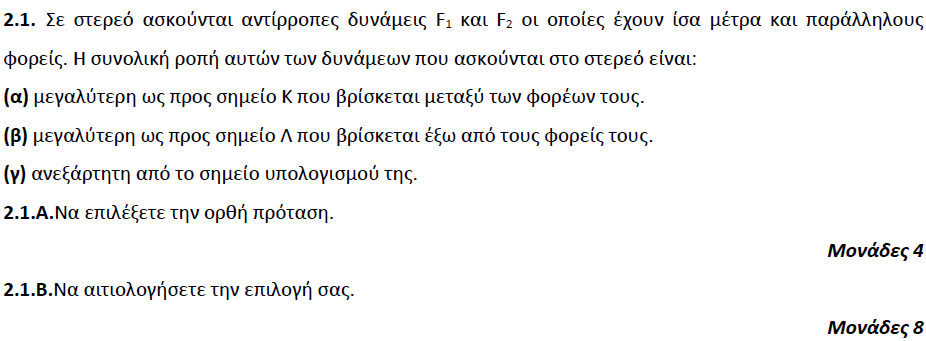 2.1. Σε στερεό ασκούνται αντίρροπες δυνάμεις F₁ και F₂ οι οποίες έχουν ίσα μέτρα και παράλληλους
φορείς. Η συνολική ροπή αυτών των δυνάμεων που ασκούνται στο στερεό είναι:
(α) μεγαλύτερη ως προς σημείο Κ που βρίσκεται μεταξύ των φορέων τους.
(β) μεγαλύτερη ως προς σημείο Λ που βρίσκεται έξω από τους φορείς τους.
(γ) ανεξάρτητη από το σημείο υπολογισμού της.
2.1.Α.Να επιλέξετε την ορθή πρόταση.
Μονάδες 4
2.1.Β.Να αιτιολογήσετε την επιλογή σας.
Μονάδες 8